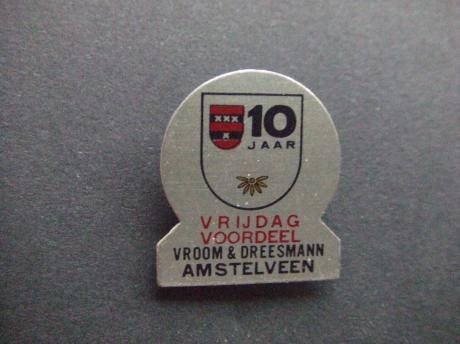 10
JAAR
VRIJDAG
VOORDEEL
VROOM & DREESMANN
AMSTELVEEN